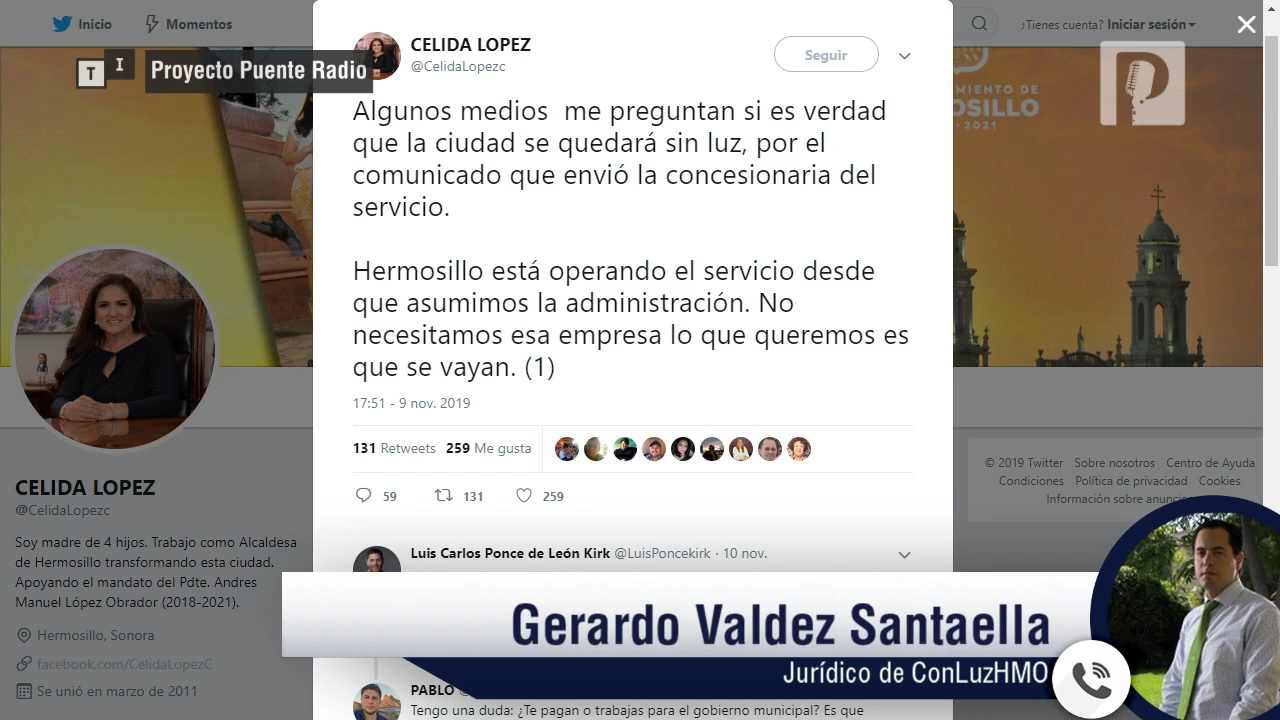 Inicio
Momentos
¿Tienes cuenta? Iniciar sesión
T I
Proyecto Puente Radio
CELIDA LOPEZ
@CelidaLopezc
Seguir
MIENTO DE
OSILLO
- 2021
P
Algunos medios me preguntan si es verdad
que la ciudad se quedará sin luz, por el
comunicado que envió la concesionaria del
servicio.
Hermosillo está operando el servicio desde
que asumimos la administración. No
necesitamos esa empresa lo que queremos es
que se vayan. (1)
17:51 - 9 nov. 2019
131 Retweets 259 Me gusta
59 131 259
Luis Carlos Ponce de León Kirk @LuisPoncekirk · 10 nov.
CELIDA LOPEZ
@CelidaLopezc
Soy madre de 4 hijos. Trabajo como Alcaldesa
de Hermosillo transformando esta ciudad.
Apoyando el mandato del Pdte. Andres
Manuel López Obrador (2018-2021).
Hermosillo, Sonora
facebook.com/CelidaLopezC
Se unió en marzo de 2011
© 2019 Twitter Sobre nosotros Centro de Ayuda
Condiciones Política de privacidad Cookies
Información sobre anuncios
Gerardo Valdez Santaella
Jurídico de ConLuzHMO
PABLO
Tengo una duda: ¿Te pagan o trabajas para el gobierno municipal? Es que